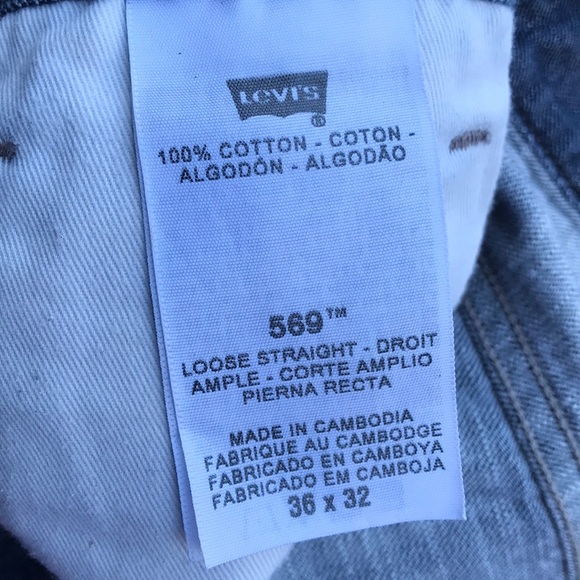 Levi's ®
100% COTTON - COTON -
ALGODÓN - ALGODÃO
569™
LOOSE STRAIGHT - DROIT
AMPLE - CORTE AMPLIO
PIERNA RECTA
MADE IN CAMBODIA
FABRIQUE AU CAMBODGE
FABRICADO EN CAMBOYA
FABRICADO EM CAMBOJA
36 x 32